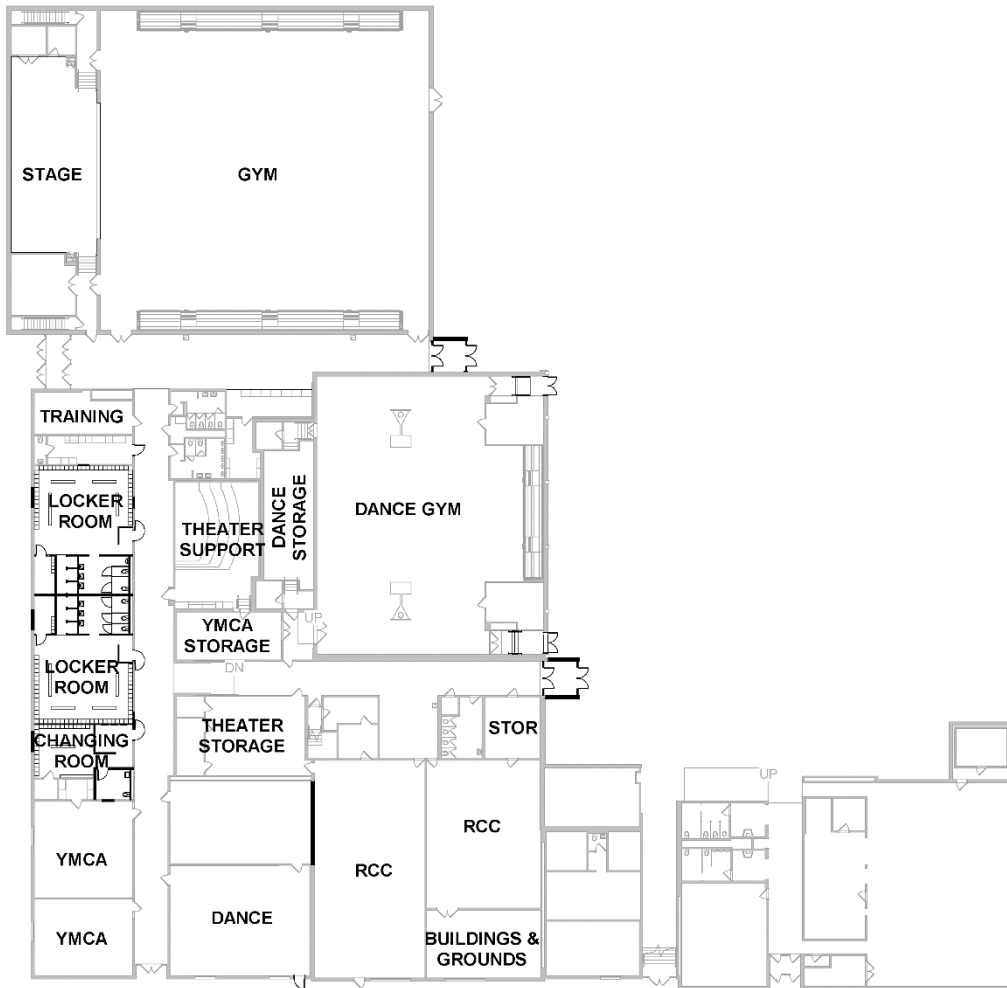 STAGE
GYM
TRAINING
LOCKER
ROOM
THEATER
SUPPORT
DANCE
STORAGE
DANCE GYM
UP
YMCA
STORAGE
DN
LOCKER
ROOM
THEATER
STORAGE
STOR
CHANGING
ROOM
UP
RCC
YMCA
RCC
DANCE
YMCA
BUILDINGS &
GROUNDS